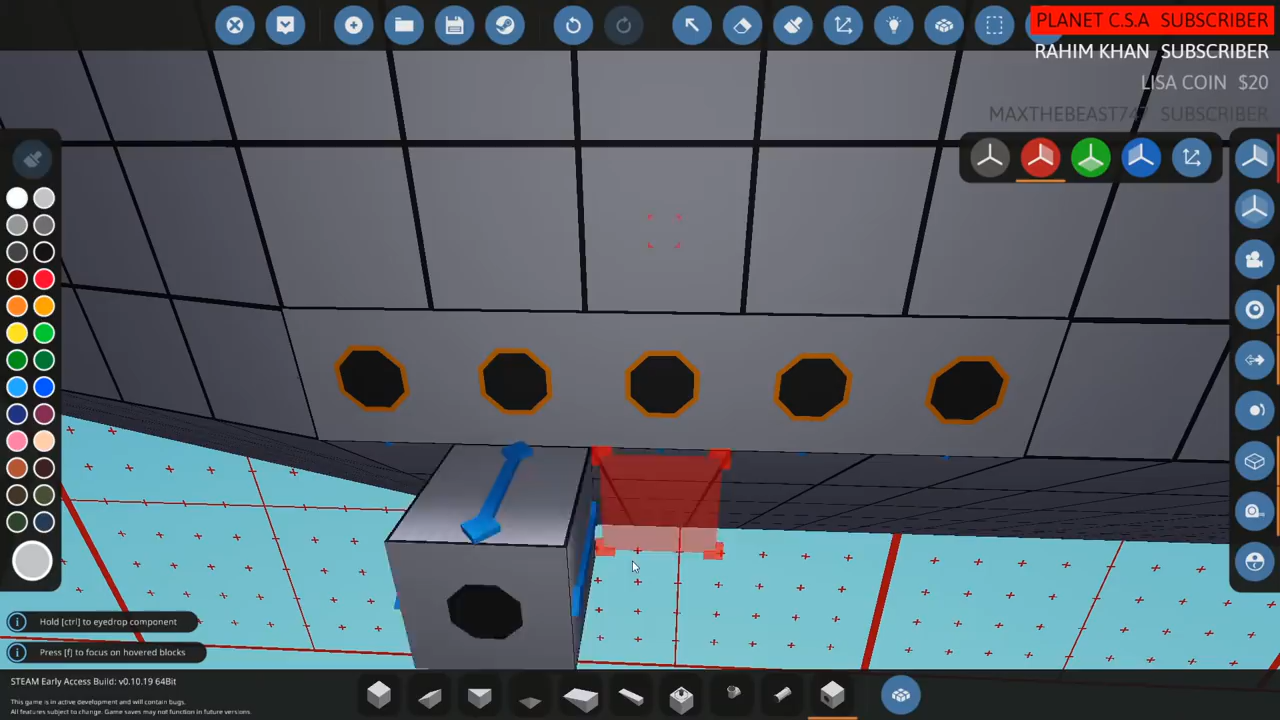 PLANET C.S.A SUBSCRIBER
RAHIM KHAN SUBSCRIBER
LISA COIN $20
MAXTHEBEAST747 SUBSCRIBER
Hold [ctrl] to eyedrop component
Press [f] to focus on hovered blocks
STEAM Early Access Build: v0.10.19 64Bit
This game is in active development and will contain bugs.
All features subject to change. Game saves may not function in future versions.